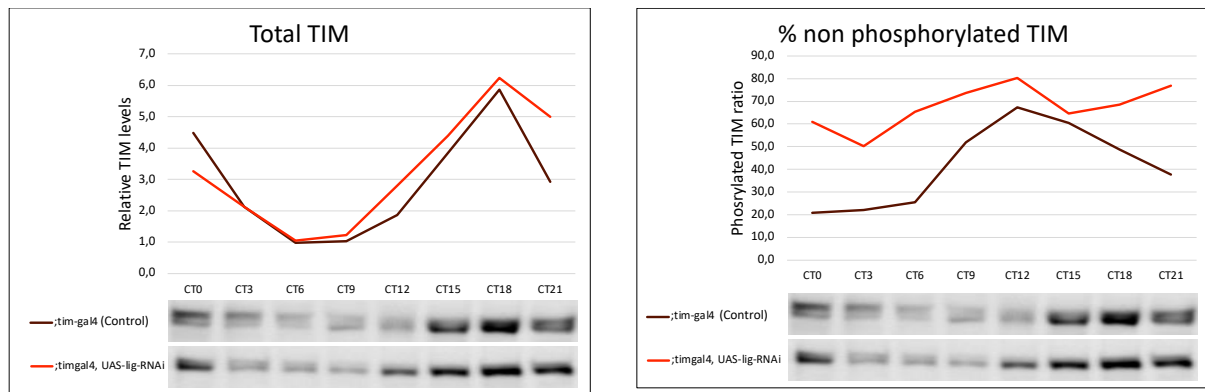 Total TIM
7,0
6,0
5,0
4,0
3,0
2,0
1,0
0,0
Relative TIM levels
CT0 CT3 CT6 CT9 CT12 CT15 CT18 CT21
;tim-gal4 (Control)
;timgal4, UAS-lig-RNAi
% non phosphorylated TIM
90,0
80,0
70,0
60,0
50,0
40,0
30,0
20,0
10,0
0,0
Phosrylated TIM ratio
CT0 CT3 CT6 CT9 CT12 CT15 CT18 CT21
;tim-gal4 (Control)
;timgal4, UAS-lig-RNAi